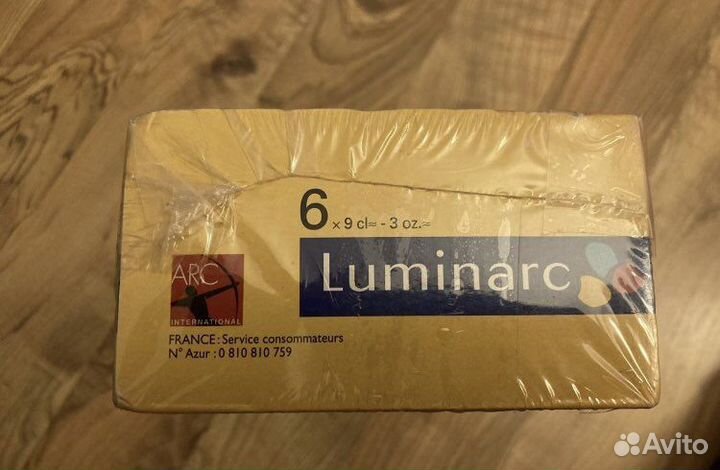 6 x 9 cl≈ - 3 oz.≈
Luminarc
ARC
INTERNATIONAL
FRANCE: Service consommateurs
N° Azur : 0 810 810 759
Avito